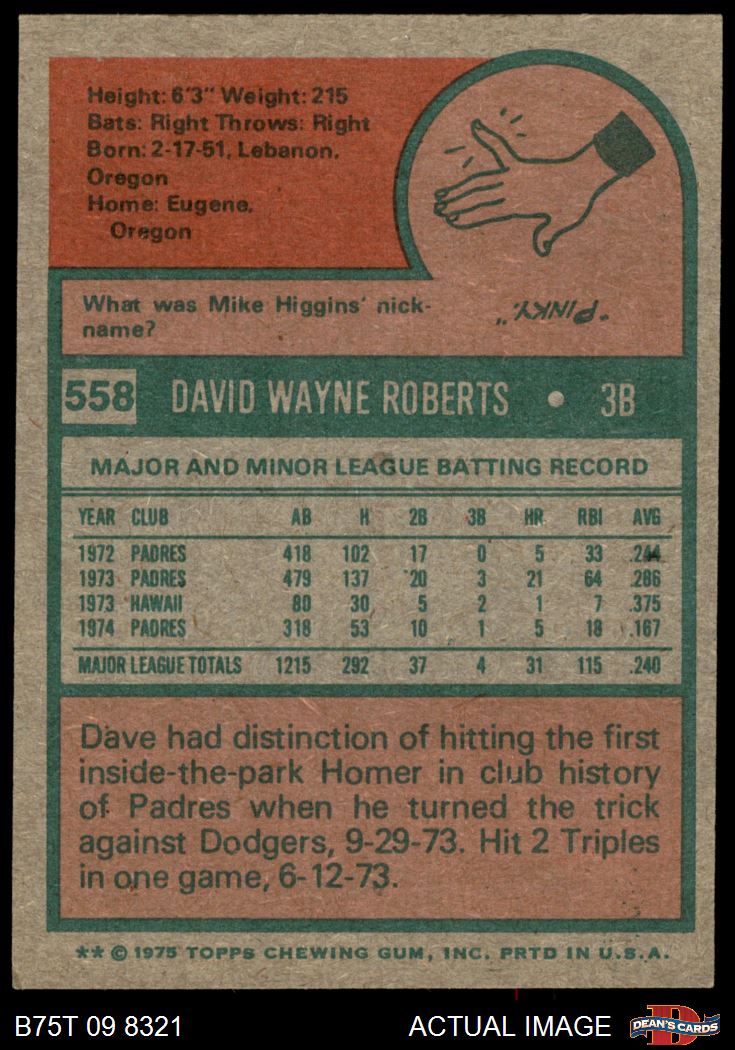 Height: 6'3" Weight: 215
Bats: Right Throws: Right
Born: 2-17-51, Lebanon,
Oregon
Home: Eugene,
Oregon
What was Mike Higgins' nick-
name?
"PINKY."
558 DAVID WAYNE ROBERTS • 3B
MAJOR AND MINOR LEAGUE BATTING RECORD
YEAR CLUB AB H 2B 3B HR RBI AVG
1972 PADRES 418 102 17 0 5 33 .244
1973 PADRES 479 137 20 3 21 64 .286
1973 HAWAII 80 30 5 2 1 7 .375
1974 PADRES 318 53 10 1 5 18 .167
MAJOR LEAGUE TOTALS 1215 292 37 4 31 115 .240
Dave had distinction of hitting the first
inside-the-park Homer in club history
of Padres when he turned the trick
against Dodgers, 9-29-73. Hit 2 Triples
in one game, 6-12-73.
** © 1975 TOPPS CHEWING GUM, INC. PRTD IN U.S.A.
B75T 09 8321 ACTUAL IMAGE
D
DEAN'S CARDS